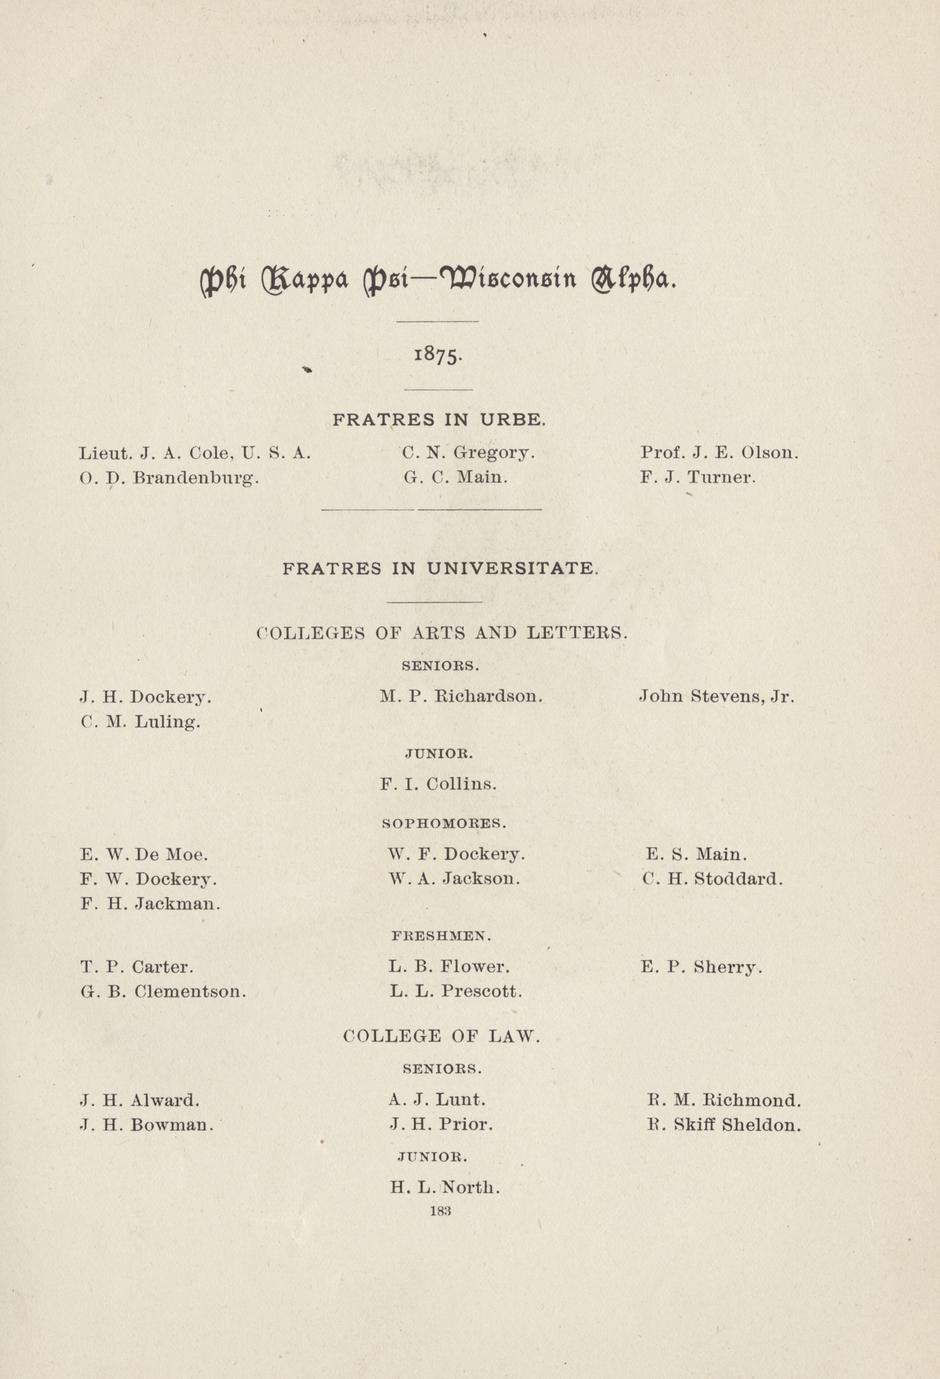 Phi Kappa Psi—Wisconsin Alpha.
1875.
FRATRES IN URBE.
Lieut. J. A. Cole, U. S. A. C. N. Gregory. Prof. J. E. Olson.
O. D. Brandenburg. G. C. Main. F. J. Turner.
FRATRES IN UNIVERSITATE.
COLLEGES OF ARTS AND LETTERS.
SENIORS.
J. H. Dockery. M. P. Richardson. John Stevens, Jr.
C. M. Luling.
JUNIOR.
F. I. Collins.
SOPHOMORES.
E. W. De Moe. W. F. Dockery. E. S. Main.
F. W. Dockery. W. A. Jackson. C. H. Stoddard.
F. H. Jackman.
FRESHMEN.
T. P. Carter. L. B. Flower. E. P. Sherry.
G. B. Clementson. L. L. Prescott.
COLLEGE OF LAW.
SENIORS.
J. H. Alward. A. J. Lunt. R. M. Richmond.
J. H. Bowman. J. H. Prior. R. Skiff Sheldon.
JUNIOR.
H. L. North.
183